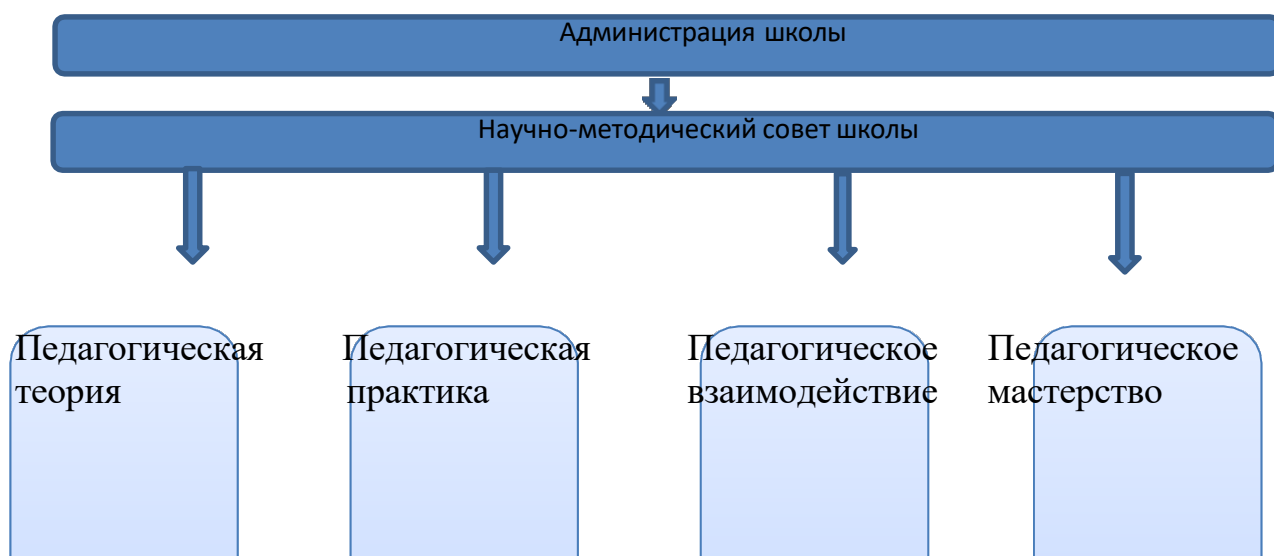 Администрация школы
Научно-методический совет школы
Педагогическая
теория
Педагогическая
практика
Педагогическое
взаимодействие
Педагогическое
мастерство